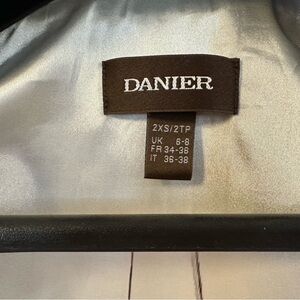 DANIER
2XS/2TP
UK 6-8
FR 34-36
IT 36-38